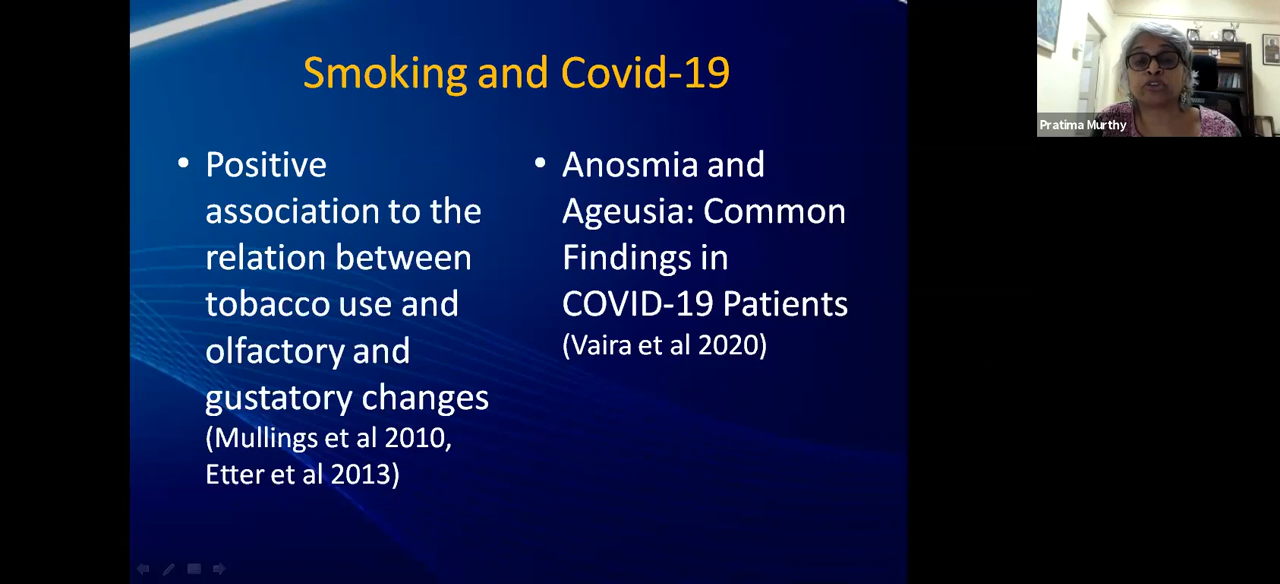 Smoking and Covid-19
• Positive
association to the
relation between
tobacco use and
olfactory and
gustatory changes
(Mullings et al 2010,
Etter et al 2013)
• Anosmia and
Ageusia: Common
Findings in
COVID-19 Patients
(Vaira et al 2020)
Pratima Murthy